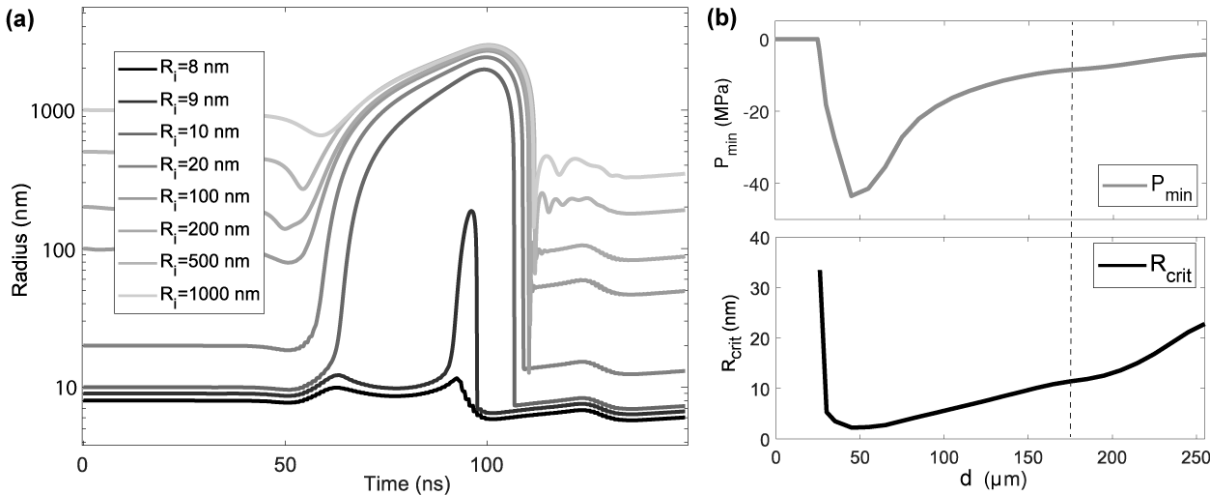 (a)
1000
100
10
Radius (nm)
R_i=8 nm
R_i=9 nm
R_i=10 nm
R_i=20 nm
R_i=100 nm
R_i=200 nm
R_i=500 nm
R_i=1000 nm
0
50
100
Time (ns)
(b)
0
-20
-40
P_min (MPa)
P_min
40
30
20
10
0
R_crit (nm)
R_crit
0
50
100
150
200
250
d (μm)